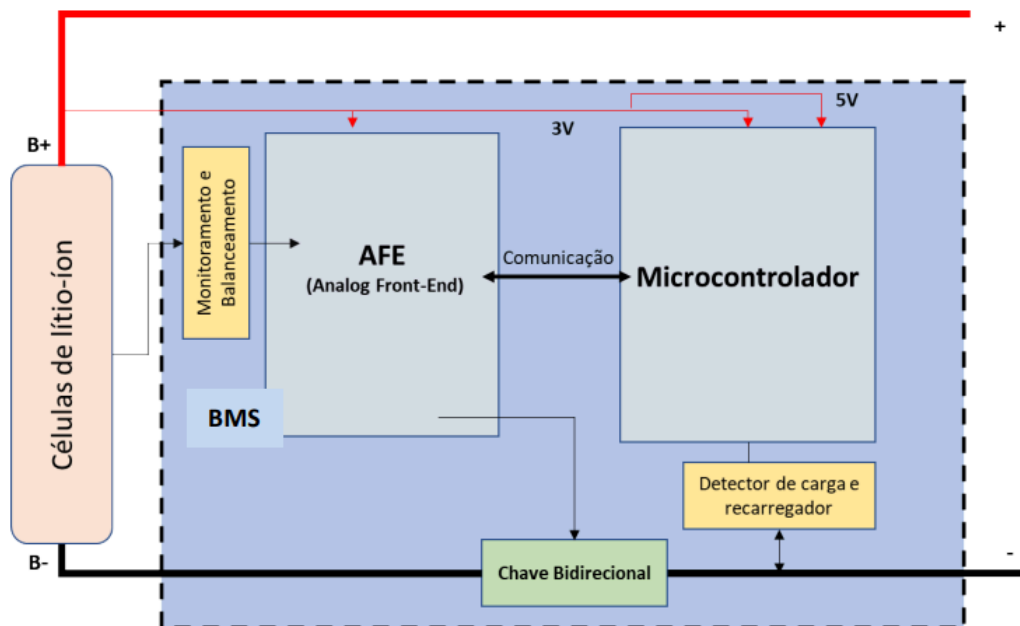 +
5V
3V
B+
Monitoramento e
Balanceamento
AFE
(Analog Front-End)
Comunicação
Microcontrolador
Células de lítio-íon
BMS
Detector de carga e
recarregador
B-
Chave Bidirecional
-